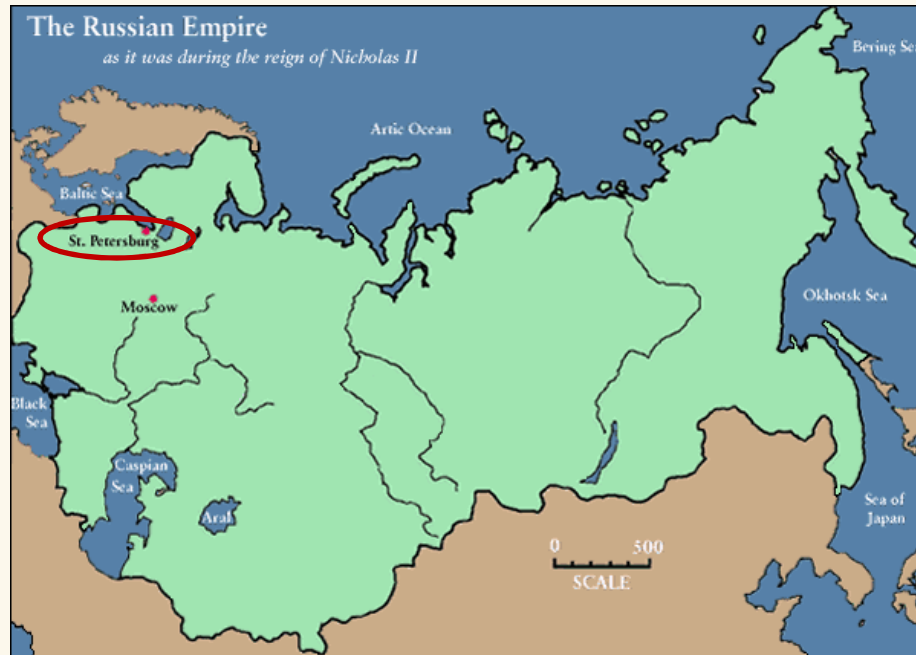 The Russian Empire
as it was during the reign of Nicholas II
Bering Sea
Artic Ocean
Baltic Sea
St. Petersburg
Moscow
Okhotsk Sea
Black
Sea
Caspian
Sea
Aral
Sea of
Japan
0 500
SCALE